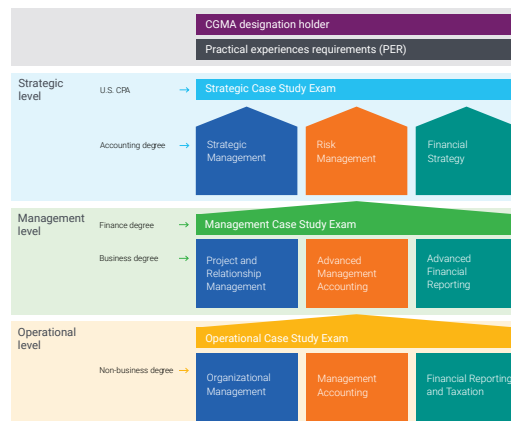 CGMA designation holder
Practical experiences requirements (PER)
Strategic
level
U.S. CPA →
Strategic Case Study Exam
Accounting degree →
Strategic
Management
Risk
Management
Financial
Strategy
Management
level
Finance degree →
Management Case Study Exam
Business degree →
Project and
Relationship
Management
Advanced
Management
Accounting
Advanced
Financial
Reporting
Operational
level
Operational Case Study Exam
Non-business degree →
Organizational
Management
Management
Accounting
Financial Reporting
and Taxation